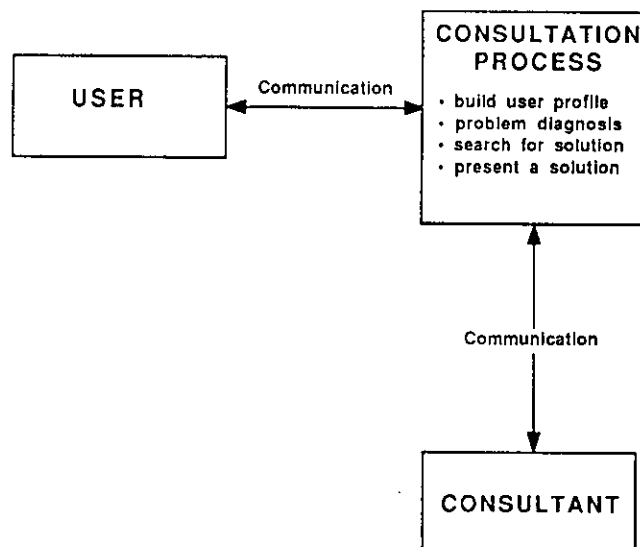 CONSULTATION
PROCESS
USER
Communication
• build user profile
• problem diagnosis
• search for solution
• present a solution
Communication
CONSULTANT